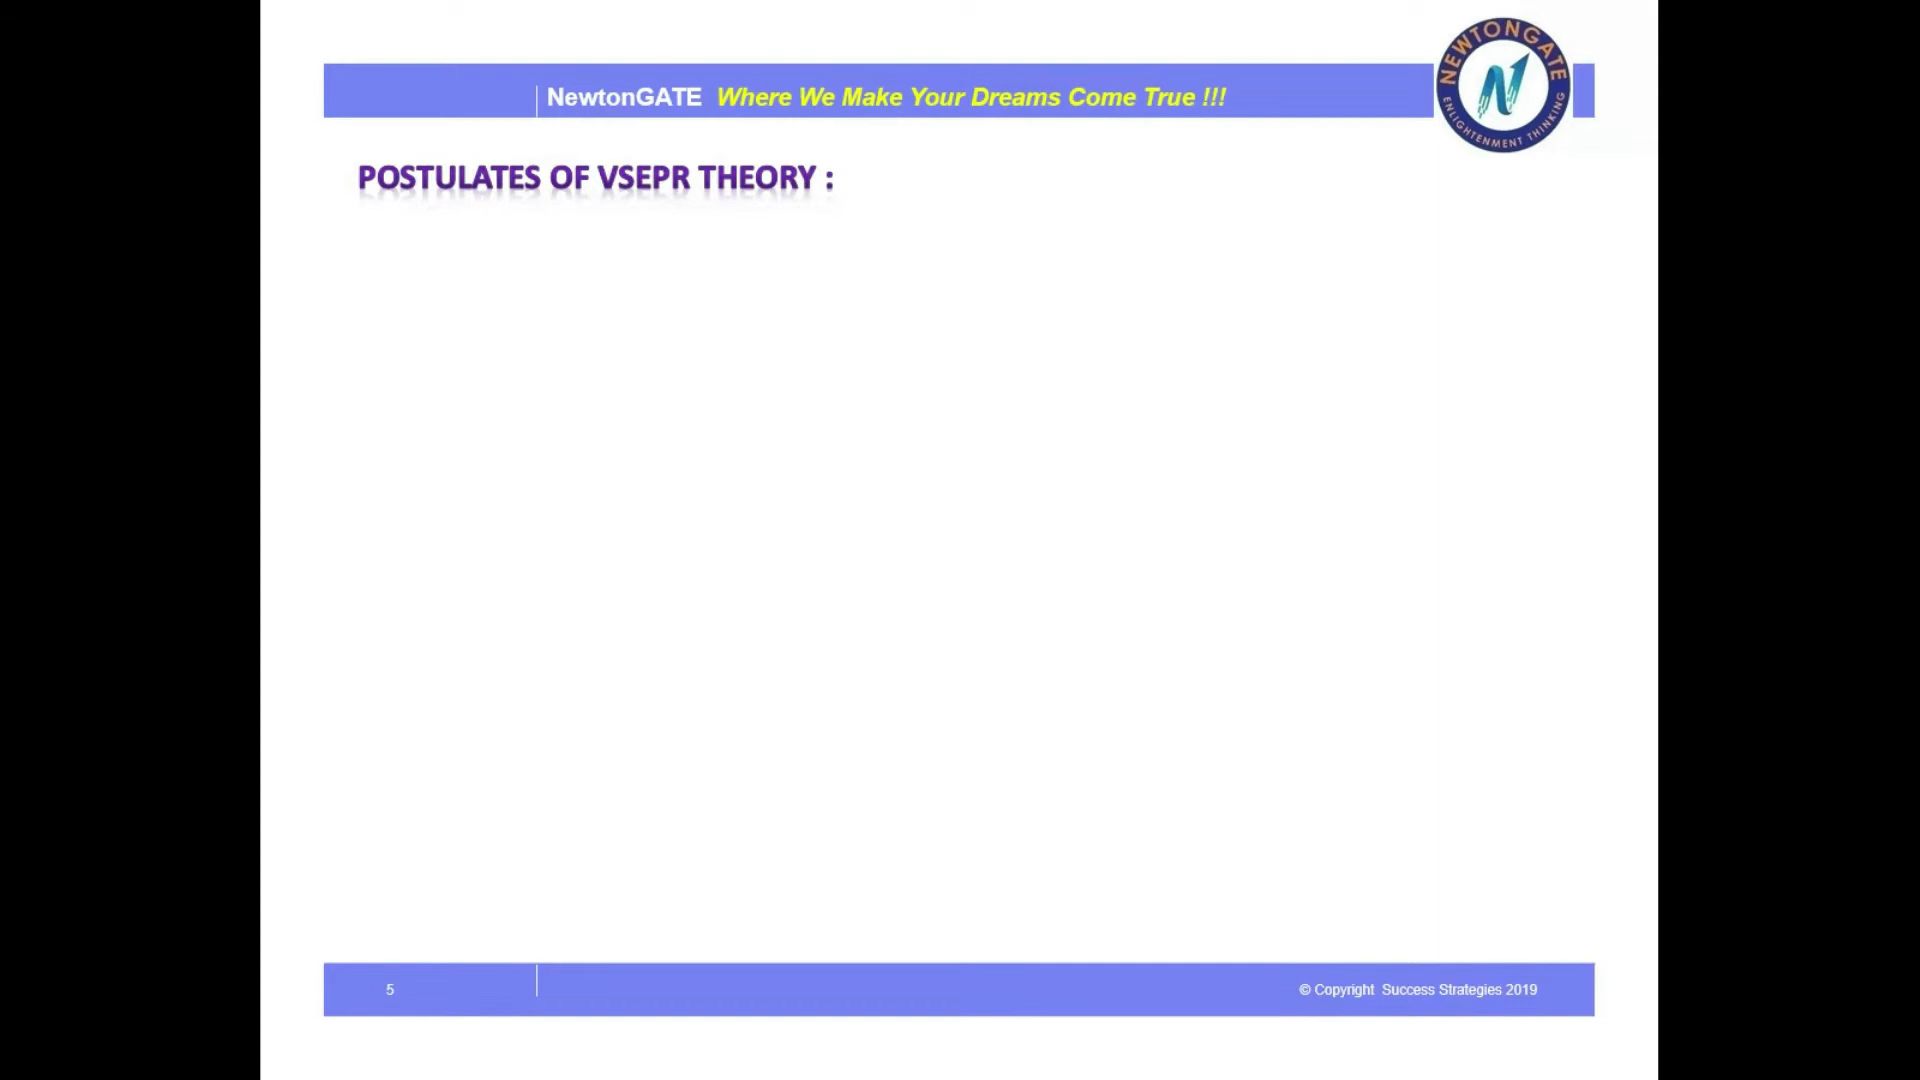 NEWTONGATE
ENLIGHTENMENT THINKING
NewtonGATE Where We Make Your Dreams Come True !!!
POSTULATES OF VSEPR THEORY :
5
© Copyright Success Strategies 2019